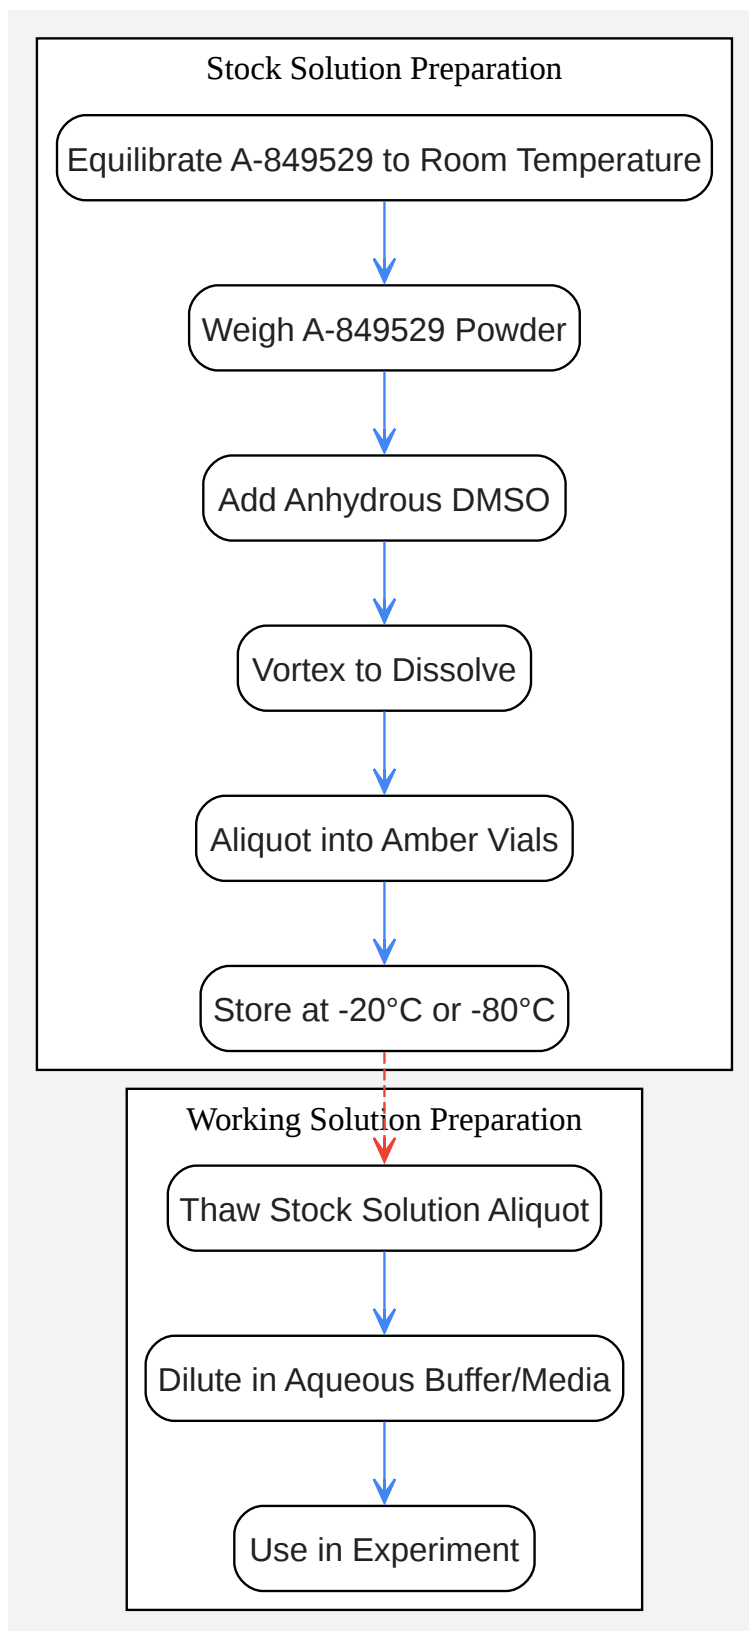 Stock Solution Preparation
Equilibrate A-849529 to Room Temperature
Weigh A-849529 Powder
Add Anhydrous DMSO
Vortex to Dissolve
Aliquot into Amber Vials
Store at -20°C or -80°C
Working Solution Preparation
Thaw Stock Solution Aliquot
Dilute in Aqueous Buffer/Media
Use in Experiment